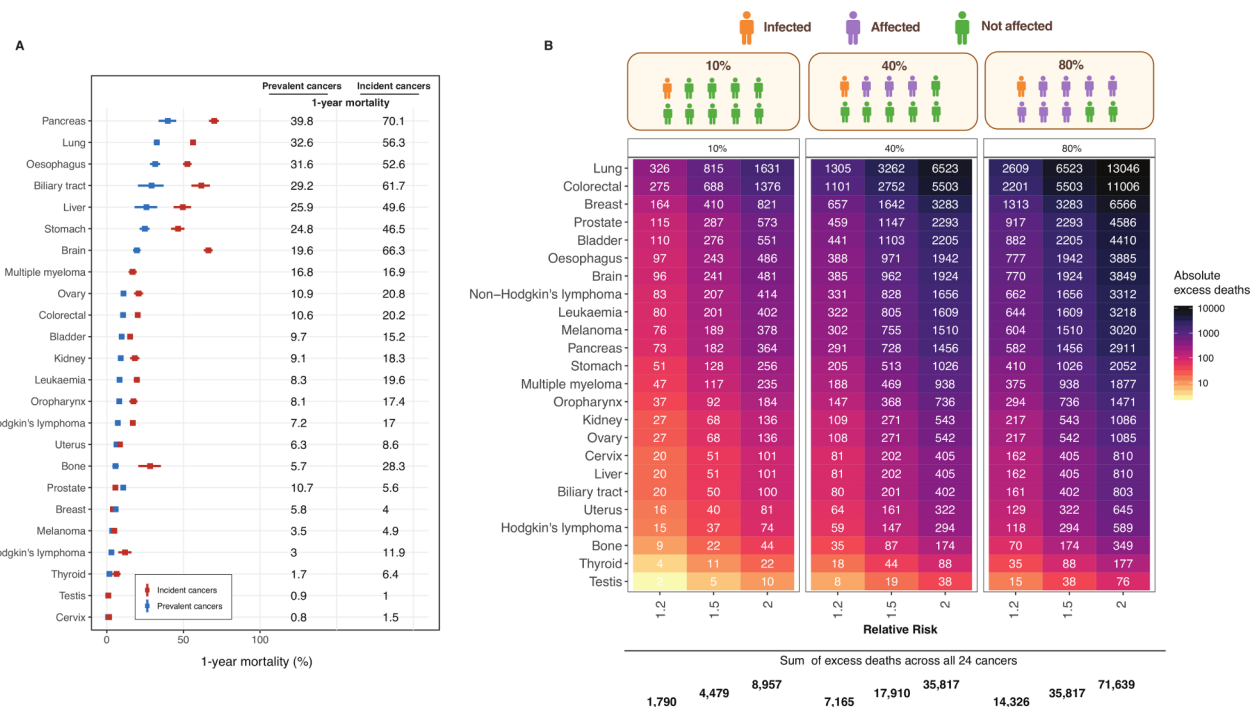 A
Prevalent cancers Incident cancers
1-year mortality
Pancreas 39.8 70.1
Lung 32.6 56.3
Oesophagus 31.6 52.6
Biliary tract 29.2 61.7
Liver 25.9 49.6
Stomach 24.8 46.5
Brain 19.6 66.3
Multiple myeloma 16.8 16.9
Ovary 10.9 20.8
Colorectal 10.6 20.2
Bladder 9.7 15.2
Kidney 9.1 18.3
Leukaemia 8.3 19.6
Oropharynx 8.1 17.4
odgkin's lymphoma 7.2 17
Uterus 6.3 8.6
Bone 5.7 28.3
Prostate 10.7 5.6
Breast 5.8 4
Melanoma 3.5 4.9
odgkin's lymphoma 3 11.9
Thyroid 1.7 6.4
Testis 0.9 1
Cervix 0.8 1.5
Incident cancers
Prevalent cancers
0 50 100
1-year mortality (%)
B
Infected Affected Not affected
10% 40% 80%
10% 40% 80%
Lung 326 815 1631 1305 3262 6523 2609 6523 13046
Colorectal 275 688 1376 1101 2752 5503 2201 5503 11006
Breast 164 410 821 657 1642 3283 1313 3283 6566
Prostate 115 287 573 459 1147 2293 917 2293 4586
Bladder 110 276 551 441 1103 2205 882 2205 4410
Oesophagus 97 243 486 388 971 1942 777 1942 3885
Brain 96 241 481 385 962 1924 770 1924 3849
Non−Hodgkin's lymphoma 83 207 414 331 828 1656 662 1656 3312
Leukaemia 80 201 402 322 805 1609 644 1609 3218
Melanoma 76 189 378 302 755 1510 604 1510 3020
Pancreas 73 182 364 291 728 1456 582 1456 2911
Stomach 51 128 256 205 513 1026 410 1026 2052
Multiple myeloma 47 117 235 188 469 938 375 938 1877
Oropharynx 37 92 184 147 368 736 294 736 1471
Kidney 27 68 136 109 271 543 217 543 1086
Ovary 27 68 136 108 271 542 217 542 1085
Cervix 20 51 101 81 202 405 162 405 810
Liver 20 51 101 81 202 405 162 405 810
Biliary tract 20 50 100 80 201 402 161 402 803
Uterus 16 40 81 64 161 322 129 322 645
Hodgkin's lymphoma 15 37 74 59 147 294 118 294 589
Bone 9 22 44 35 87 174 70 174 349
Thyroid 4 11 22 18 44 88 35 88 177
Testis 2 5 10 8 19 38 15 38 76
1.2 1.5 2 1.2 1.5 2 1.2 1.5 2
Relative Risk
Absolute
excess deaths
10000
1000
100
10
Sum of excess deaths across all 24 cancers
1,790 4,479 8,957 7,165 17,910 35,817 14,326 35,817 71,639